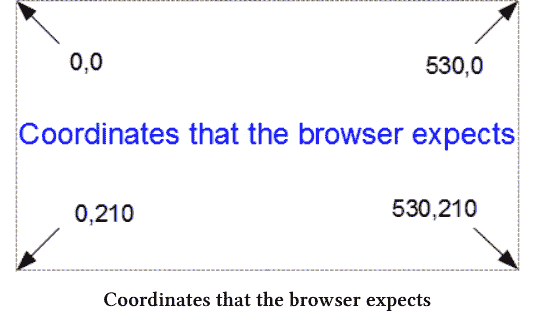 0,0
530,0
Coordinates that the browser expects
0,210
530,210
Coordinates that the browser expects